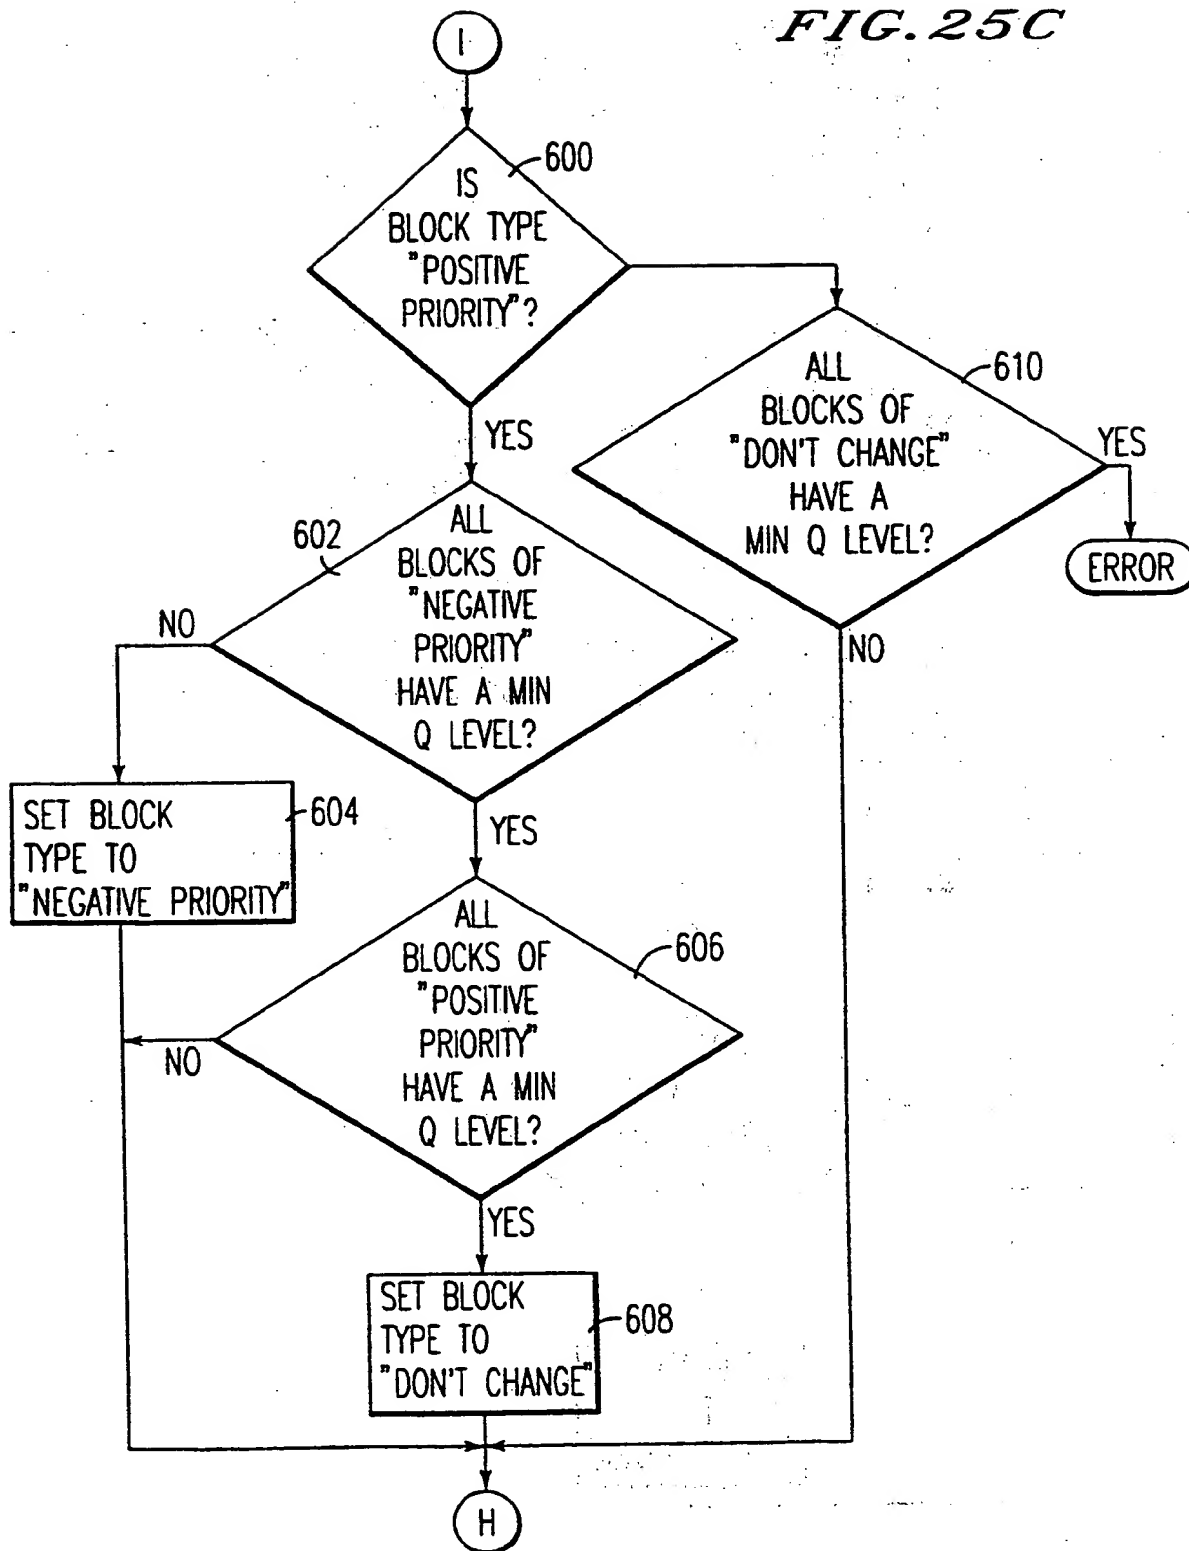 FIG. 25C
I
600
IS
BLOCK TYPE
"POSITIVE
PRIORITY"?
YES
610
ALL
BLOCKS OF
"DON'T CHANGE"
HAVE A
MIN Q LEVEL?
YES
ERROR
NO
602
ALL
BLOCKS OF
"NEGATIVE
PRIORITY"
HAVE A MIN
Q LEVEL?
NO
YES
604
SET BLOCK
TYPE TO
"NEGATIVE PRIORITY"
606
ALL
BLOCKS OF
"POSITIVE
PRIORITY"
HAVE A MIN
Q LEVEL?
NO
YES
608
SET BLOCK
TYPE TO
"DON'T CHANGE"
H